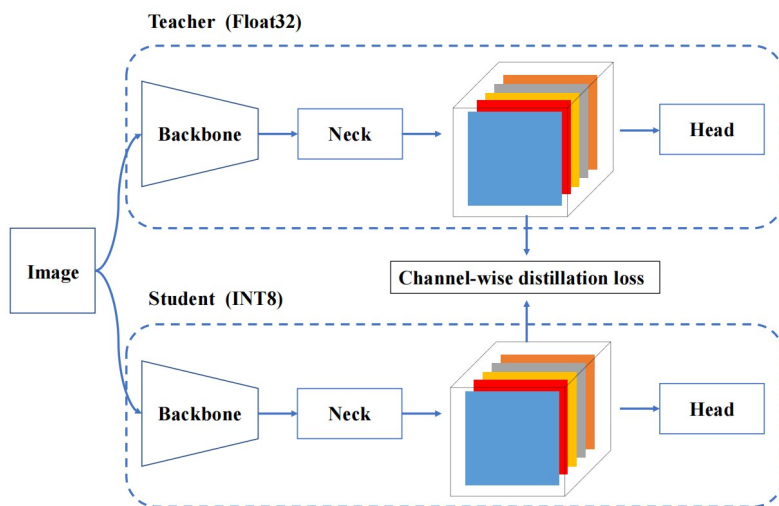 Teacher (Float32)
Backbone
Neck
Head
Image
Channel-wise distillation loss
Student (INT8)
Backbone
Neck
Head